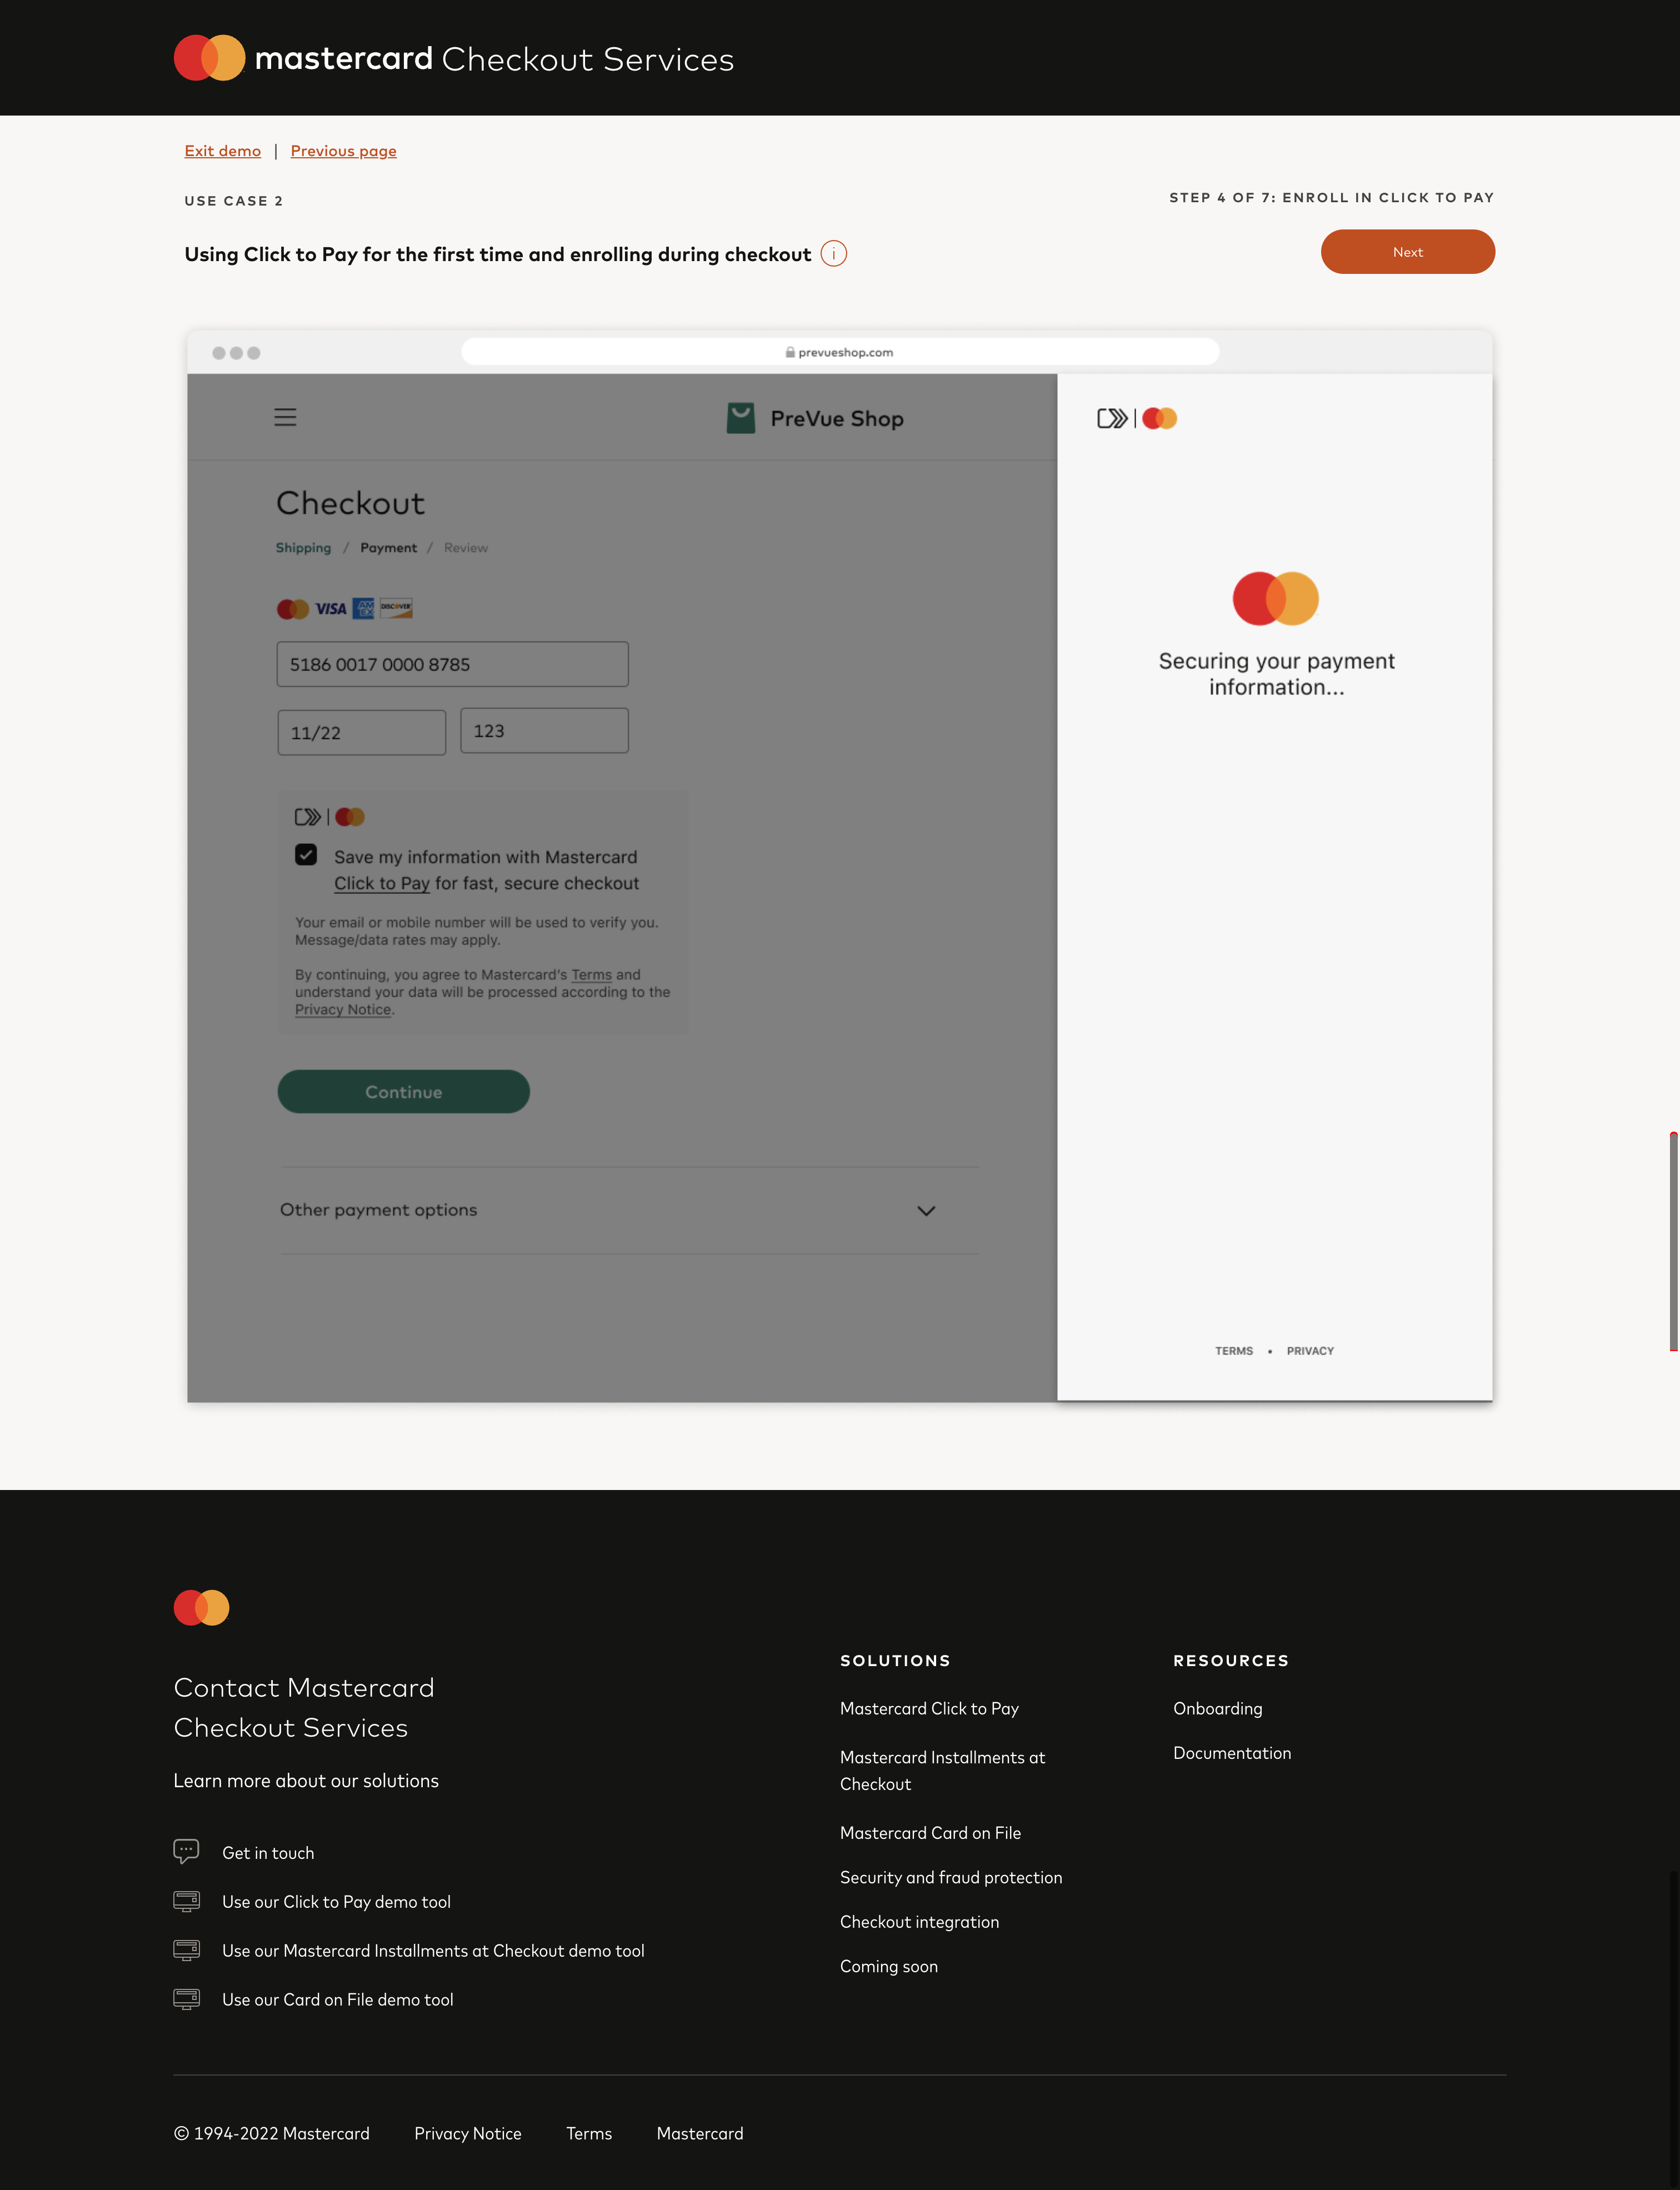 mastercard Checkout Services
Exit demo | Previous page
USE CASE 2
STEP 4 OF 7: ENROLL IN CLICK TO PAY
Using Click to Pay for the first time and enrolling during checkout i
Next
prevueshop.com
PreVue Shop
Checkout
Shipping / Payment / Review
VISA AM EX DISCOVER
5186 0017 0000 8785
11/22
123
Save my information with Mastercard
Click to Pay for fast, secure checkout
Your email or mobile number will be used to verify you.
Message/data rates may apply.
By continuing, you agree to Mastercard's Terms and
understand your data will be processed according to the
Privacy Notice.
Continue
Other payment options
Securing your payment
information...
TERMS • PRIVACY
Contact Mastercard
Checkout Services
Learn more about our solutions
Get in touch
Use our Click to Pay demo tool
Use our Mastercard Installments at Checkout demo tool
Use our Card on File demo tool
SOLUTIONS
Mastercard Click to Pay
Mastercard Installments at
Checkout
Mastercard Card on File
Security and fraud protection
Checkout integration
Coming soon
RESOURCES
Onboarding
Documentation
© 1994-2022 Mastercard Privacy Notice Terms Mastercard